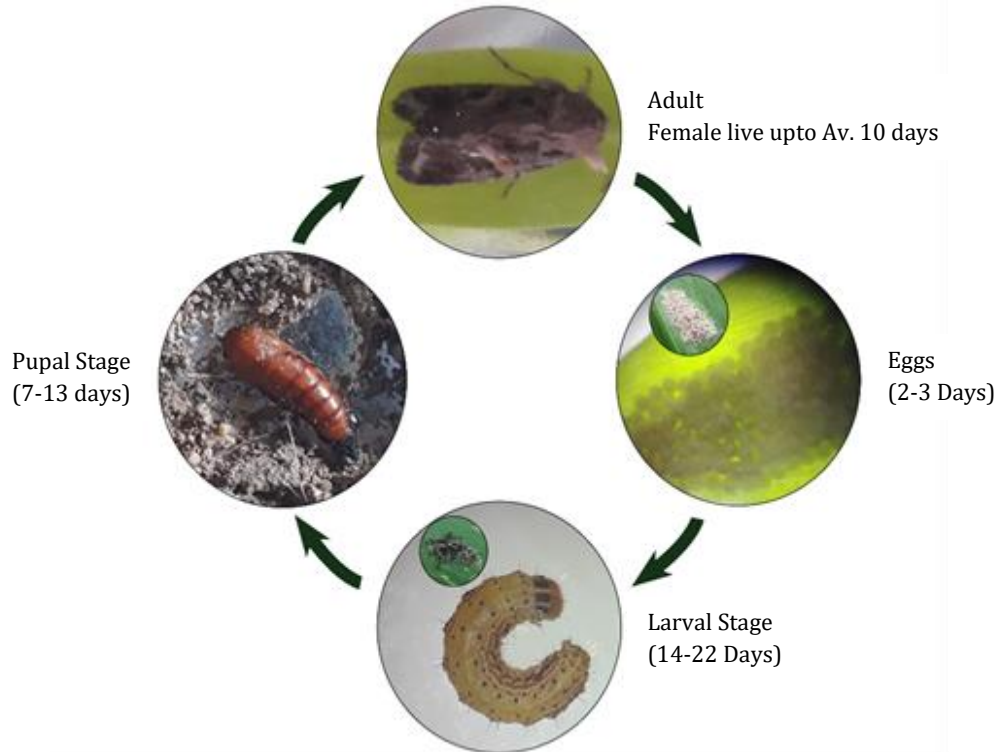 Adult
Female live upto Av. 10 days
Eggs
(2-3 Days)
Larval Stage
(14-22 Days)
Pupal Stage
(7-13 days)